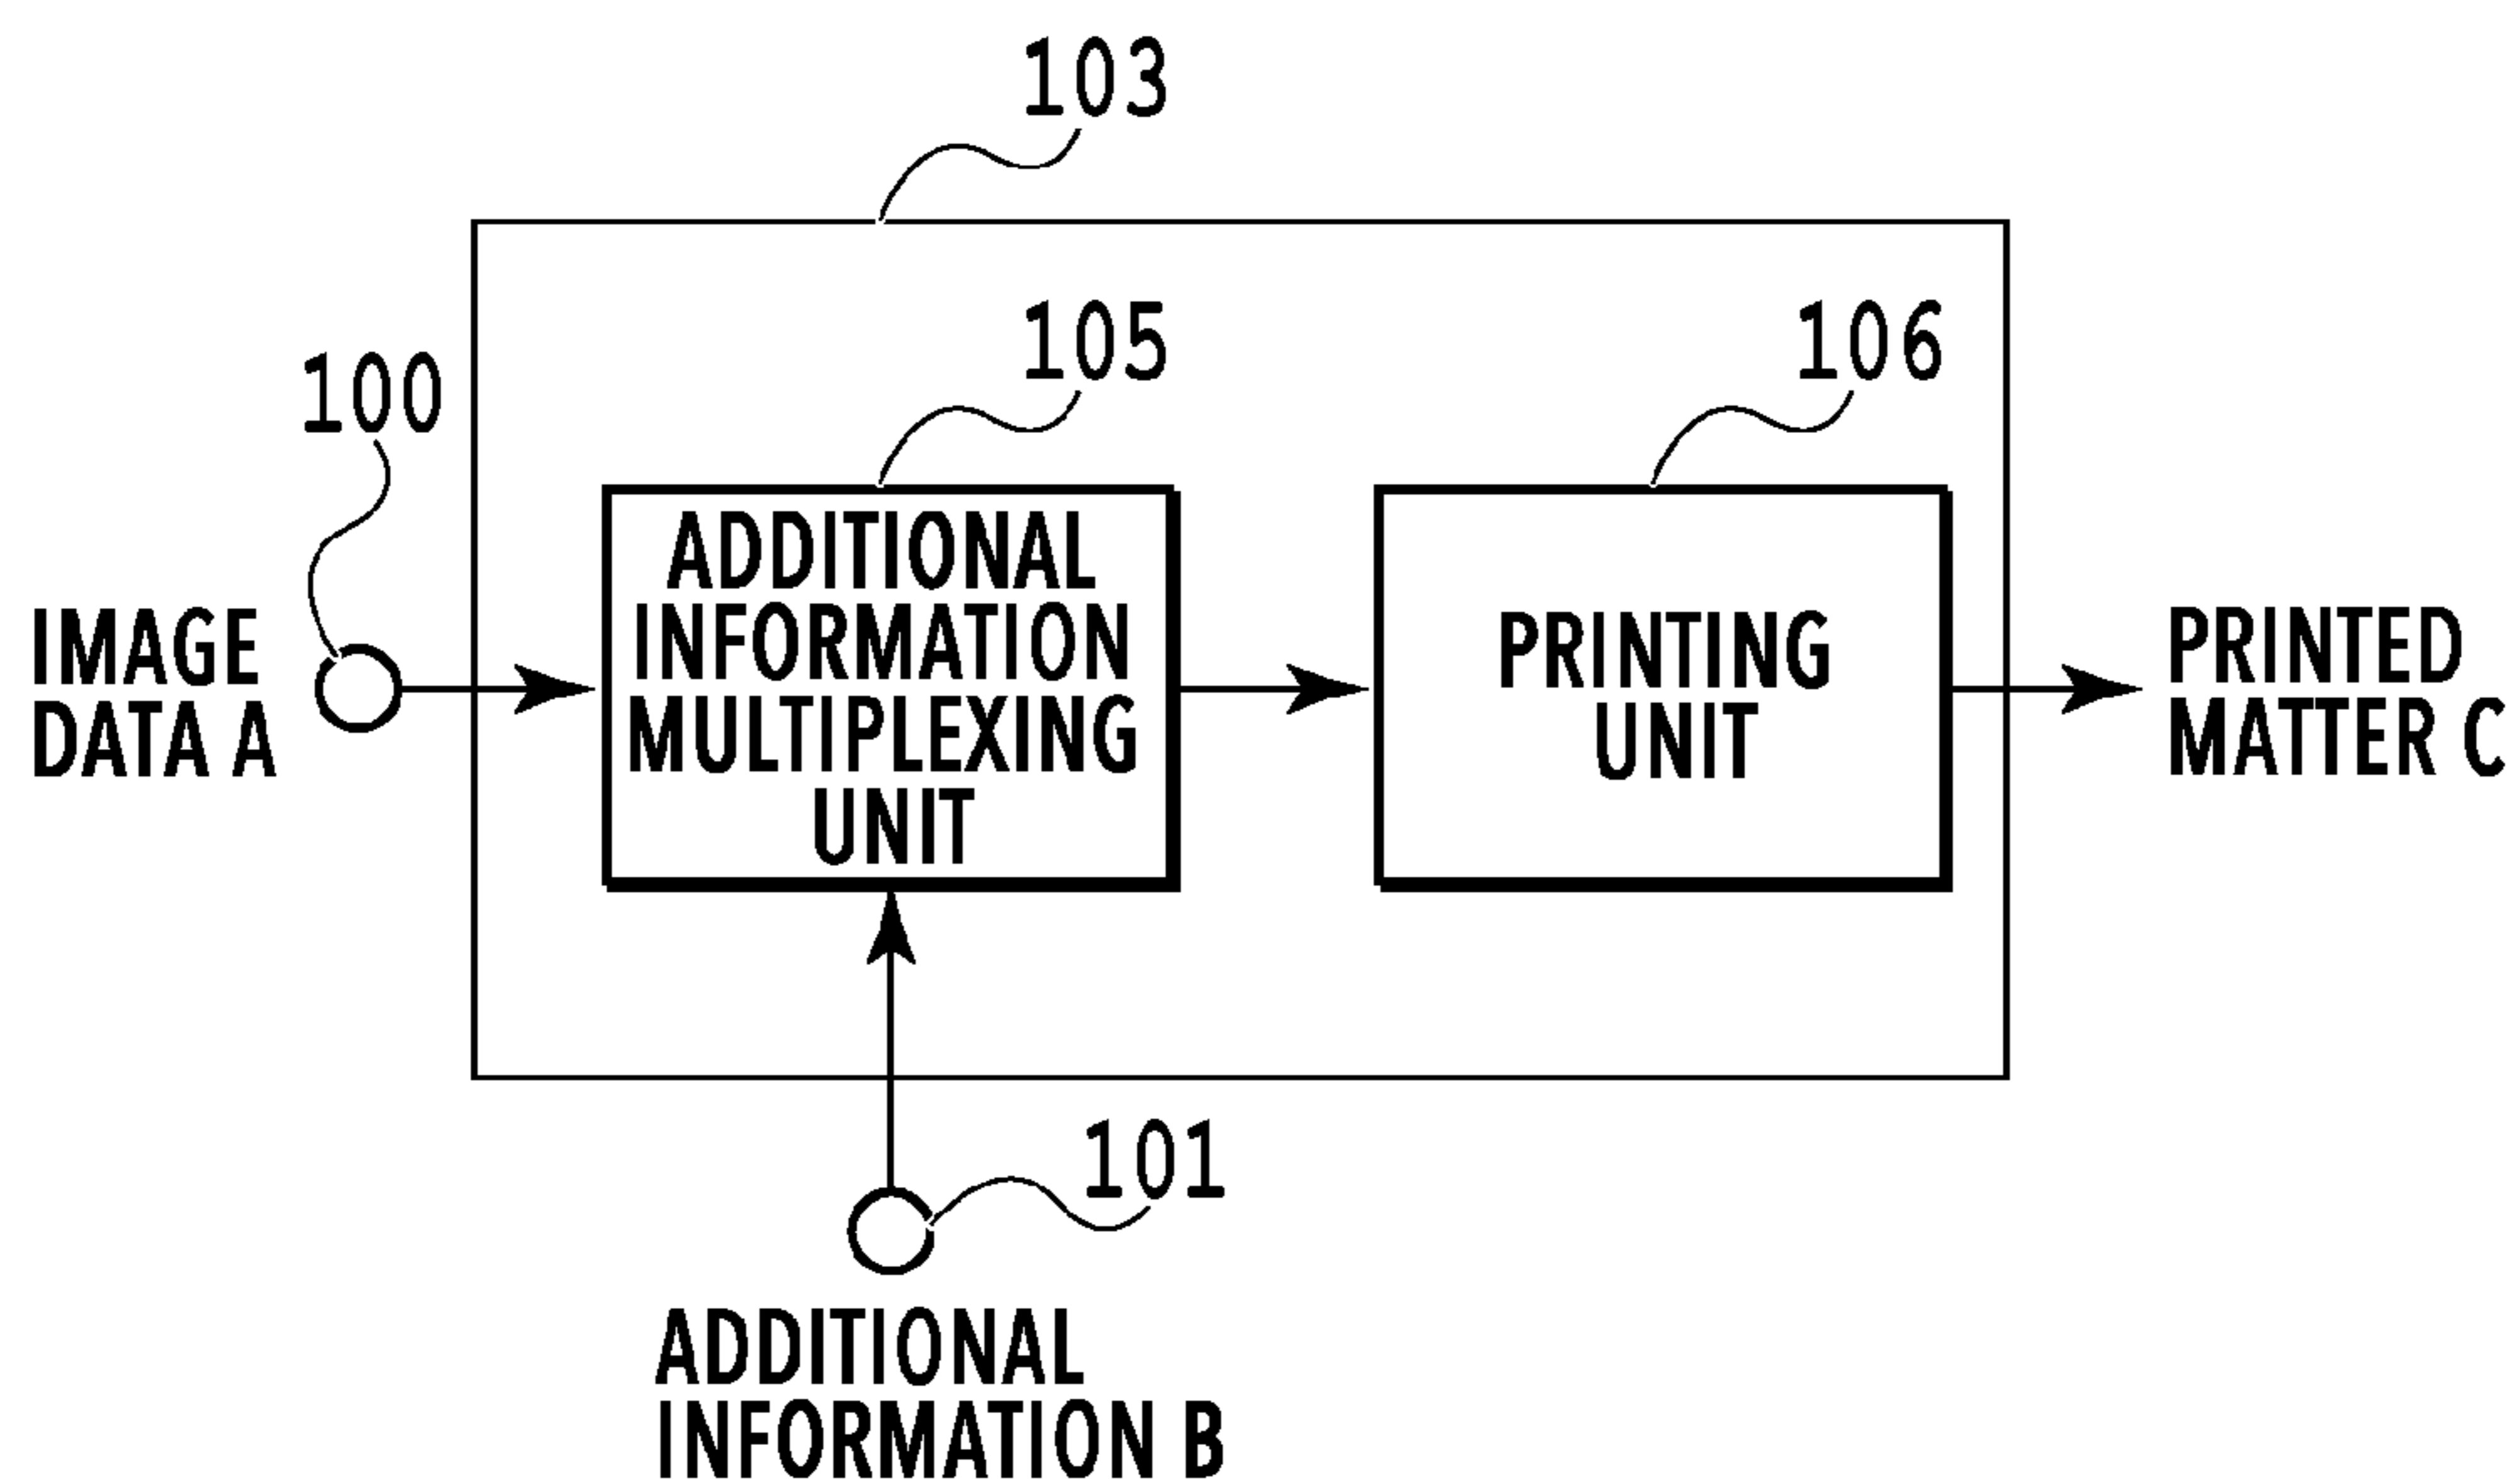 103
105
106
100
ADDITIONAL
INFORMATION
MULTIPLEXING
UNIT
PRINTING
UNIT
IMAGE
DATA A
PRINTED
MATTER C
101
ADDITIONAL
INFORMATION B